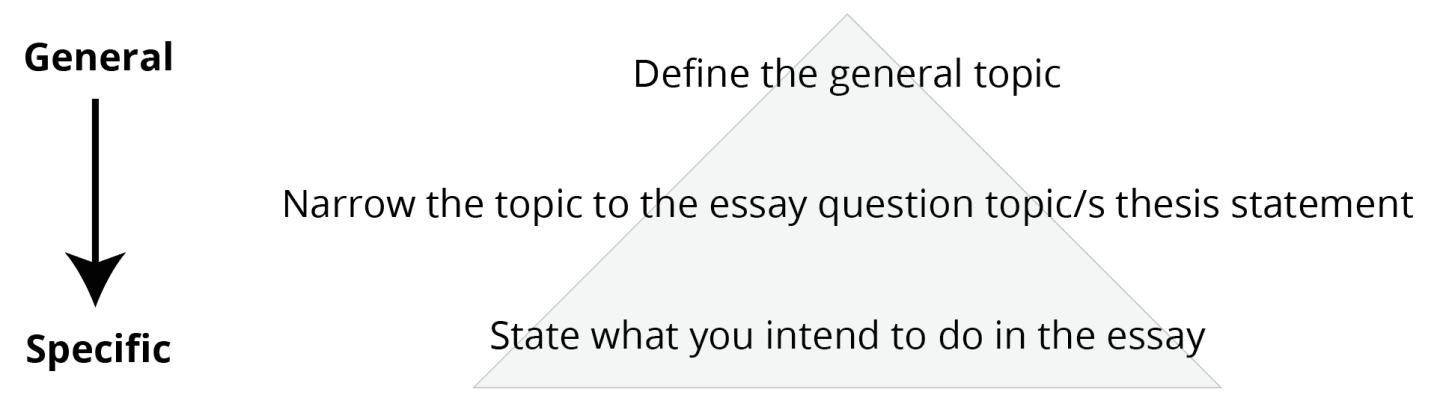 General
Define the general topic
Narrow the topic to the essay question topic/s thesis statement
State what you intend to do in the essay
Specific